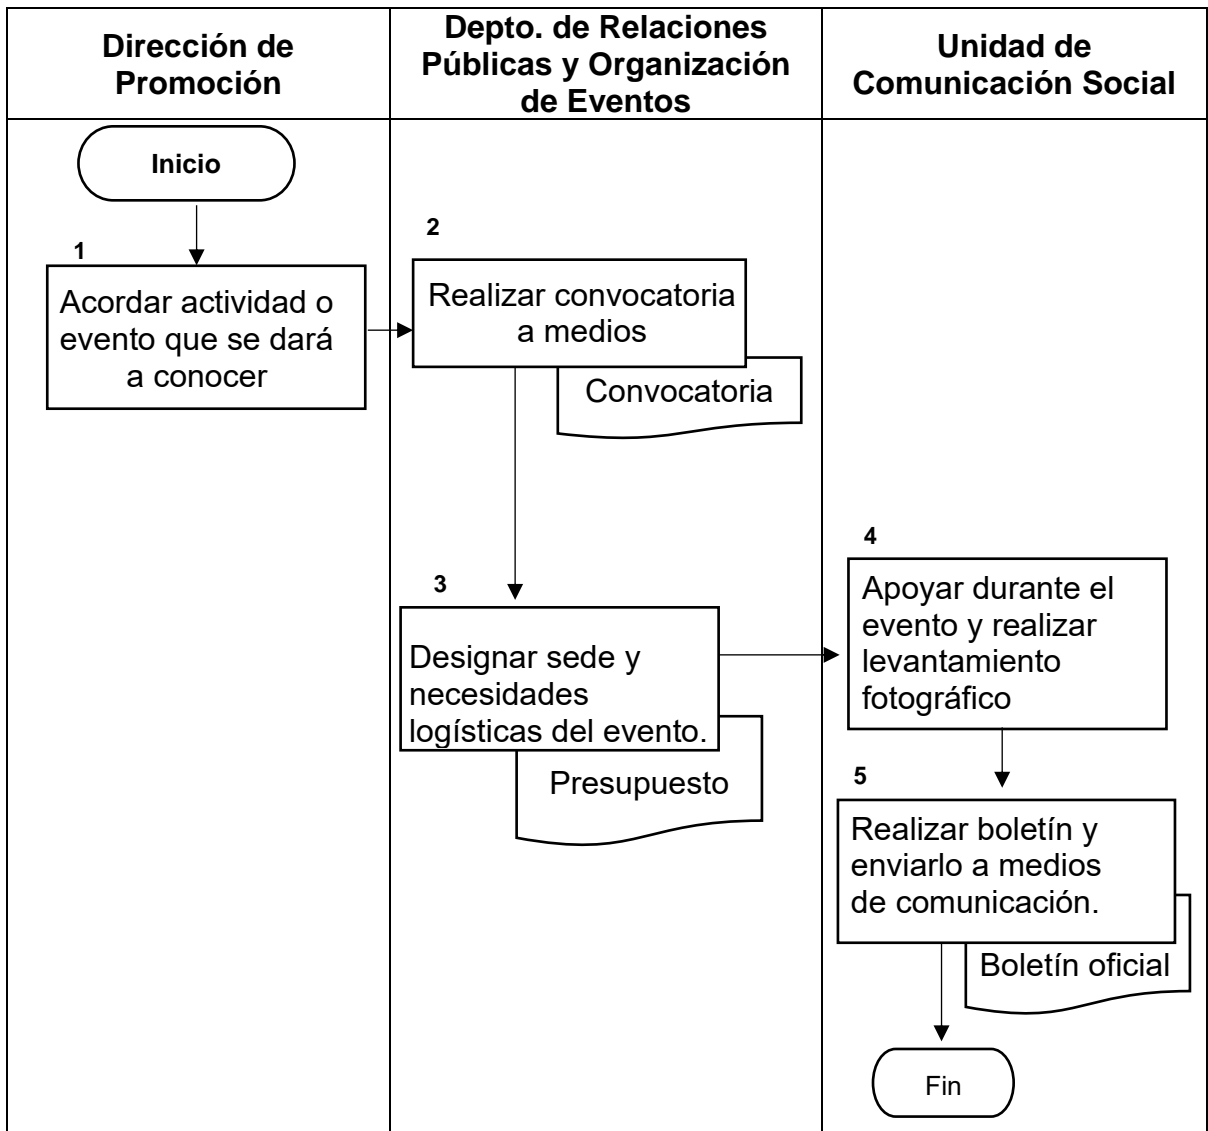 Dirección de
Promoción
Depto. de Relaciones
Públicas y Organización
de Eventos
Unidad de
Comunicación Social
Inicio
1
Acordar actividad o
evento que se dará
a conocer
2
Realizar convocatoria
a medios
Convocatoria
3
Designar sede y
necesidades
logísticas del evento.
Presupuesto
4
Apoyar durante el
evento y realizar
levantamiento
fotográfico
5
Realizar boletín y
enviarlo a medios
de comunicación.
Boletín oficial
Fin